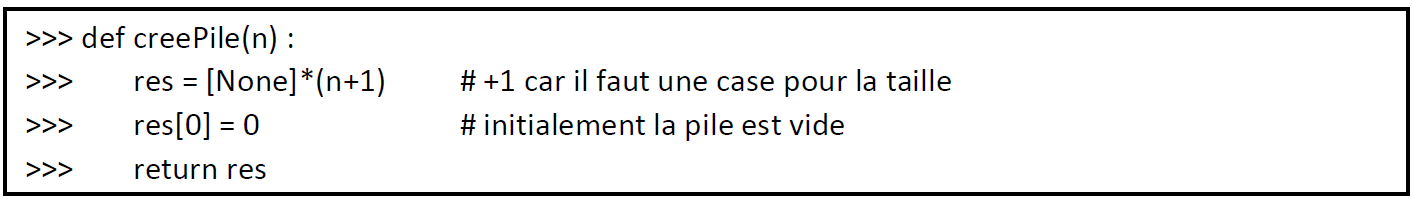 >>> def creePile(n) :
>>> res = [None]*(n+1) # +1 car il faut une case pour la taille
>>> res[0] = 0 # initialement la pile est vide
>>> return res